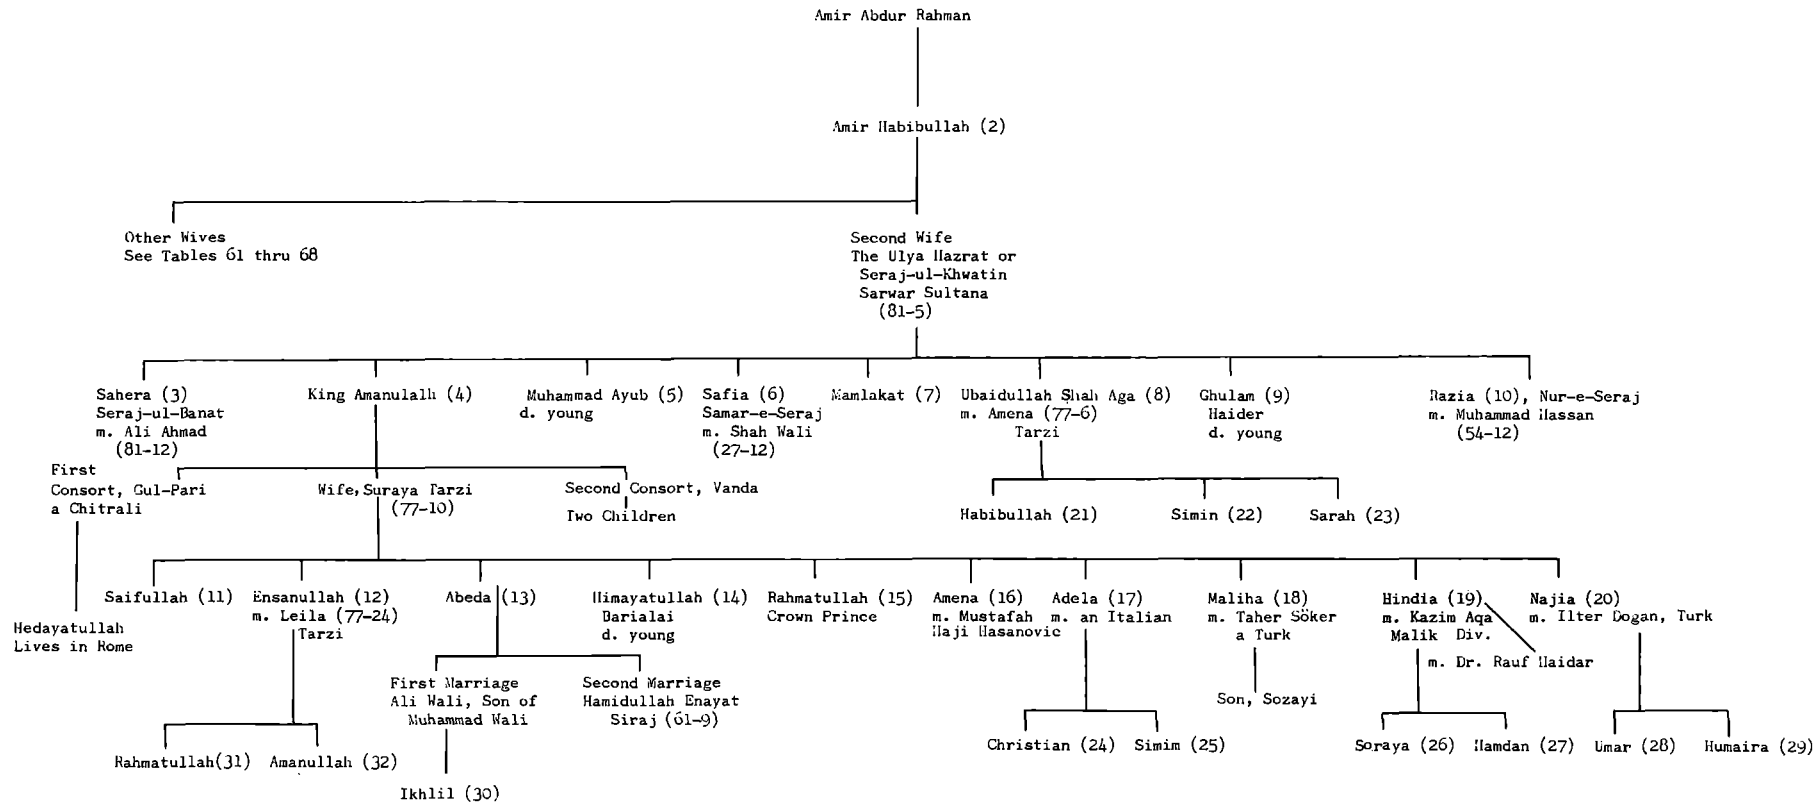 Amir Abdur Rahman
Amir Habibullah (2)
Other Wives
See Tables 61 thru 68
Second Wife
The Ulya Hazrat or
Seraj-ul-Khwatin
Sarwar Sultana
(81-5)
Sahera (3)
Seraj-ul-Banat
m. Ali Ahmad
(81-12)
King Amanulalh (4)
Muhammad Ayub (5)
d. young
Safia (6)
Samar-e-Seraj
m. Shah Wali
(27-12)
Mamlakat (7)
Ubaidullah Shah Aga (8)
m. Amena (77-6)
Tarzi
Ghulam (9)
Haider
d. young
Razia (10), Nur-e-Seraj
m. Muhammad Hassan
(54-12)
First
Consort, Gul-Pari
a Chitrali
Wife, Suraya Tarzi
(77-10)
Second Consort, Vanda
Two Children
Habibullah (21)
Simin (22)
Sarah (23)
Hedayatullah
Lives in Rome
Saifullah (11)
Ensanullah (12)
m. Leila (77-24)
Tarzi
Abeda (13)
Himayatullah (14)
Barialai
d. young
Rahmatullah (15)
Crown Prince
Amena (16)
m. Mustafah
Haji Hasanovic
Adela (17)
m. an Italian
Maliha (18)
m. Taher Söker
a Turk
Hindia (19)
m. Kazim Aqa
Malik Div.
m. Dr. Rauf Haidar
Najia (20)
m. Ilter Dogan, Turk
First Marriage
Ali Wali, Son of
Muhammad Wali
Second Marriage
Hamidullah Enayat
Siraj (61-9)
Son, Sozayi
Rahmatullah(31)
Amanullah (32)
Ikhlil (30)
Christian (24)
Simim (25)
Soraya (26)
Hamdan (27)
Umar (28)
Humaira (29)